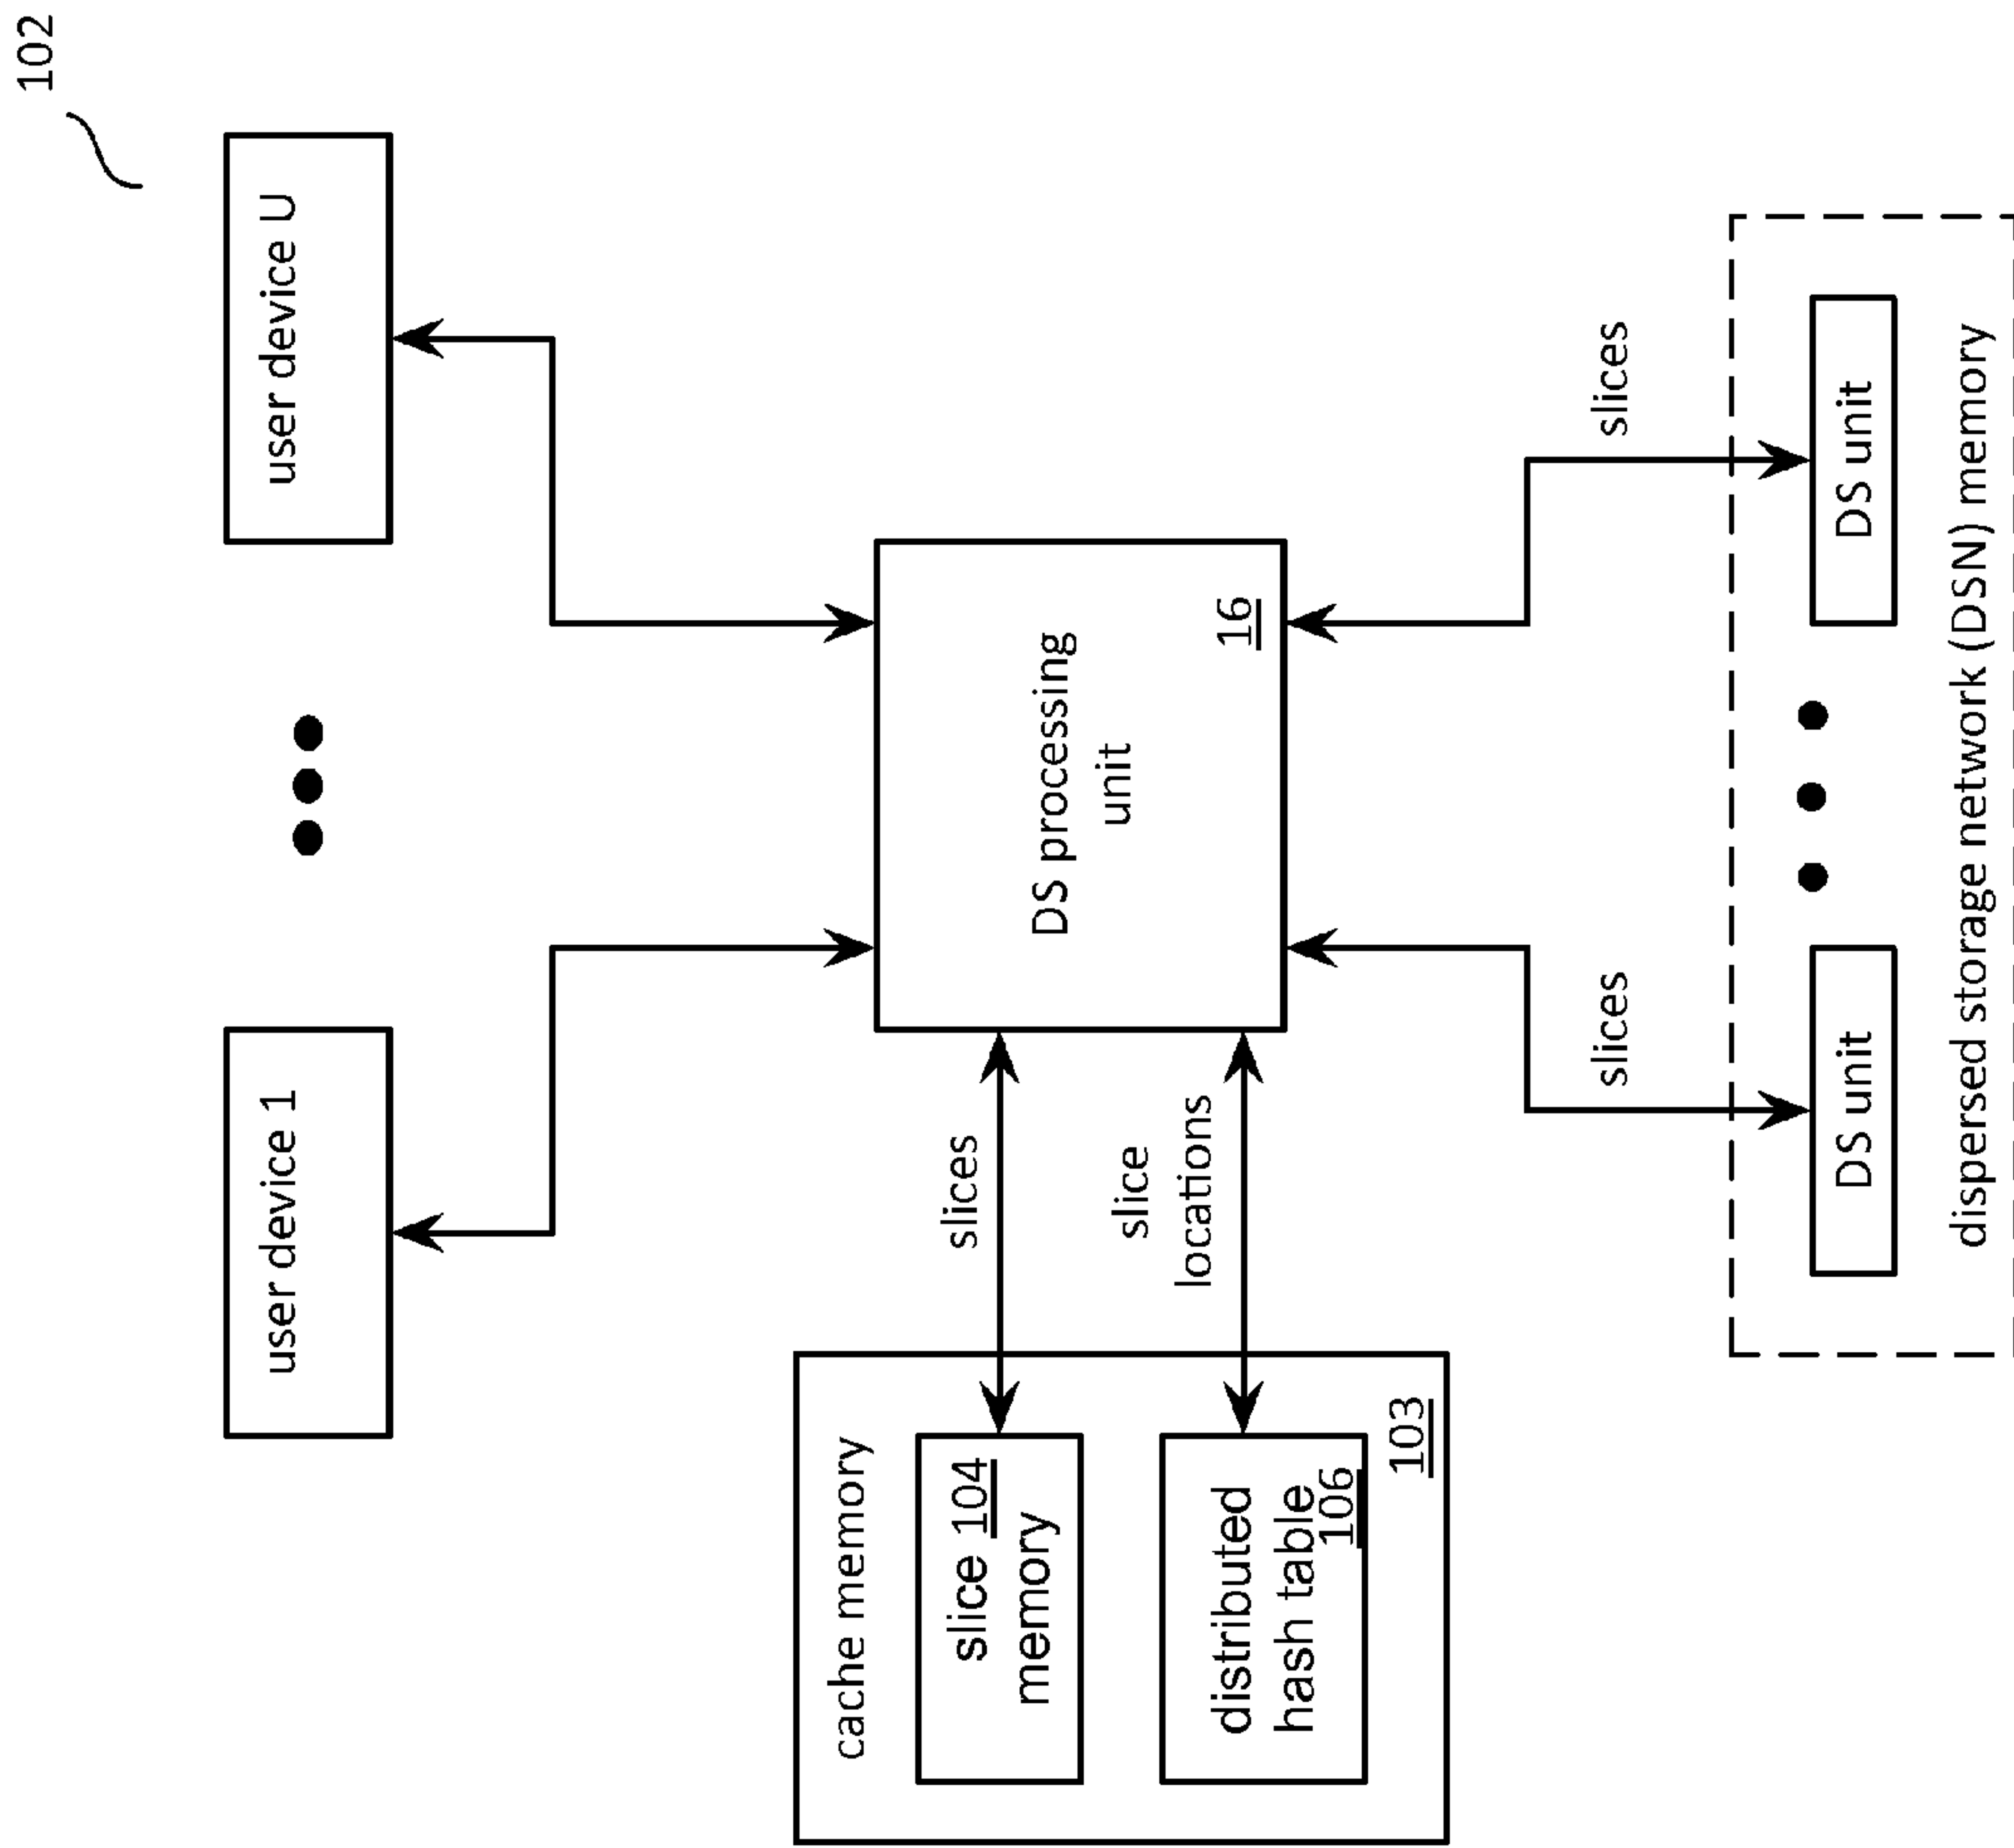 102
user device 1
user device U
cache memory
slice 104
memory
distributed
hash table
106
103
slices
slice
locations
DS processing
unit
16
slices
slices
DS unit
DS unit
dispersed storage network (DSN) memory